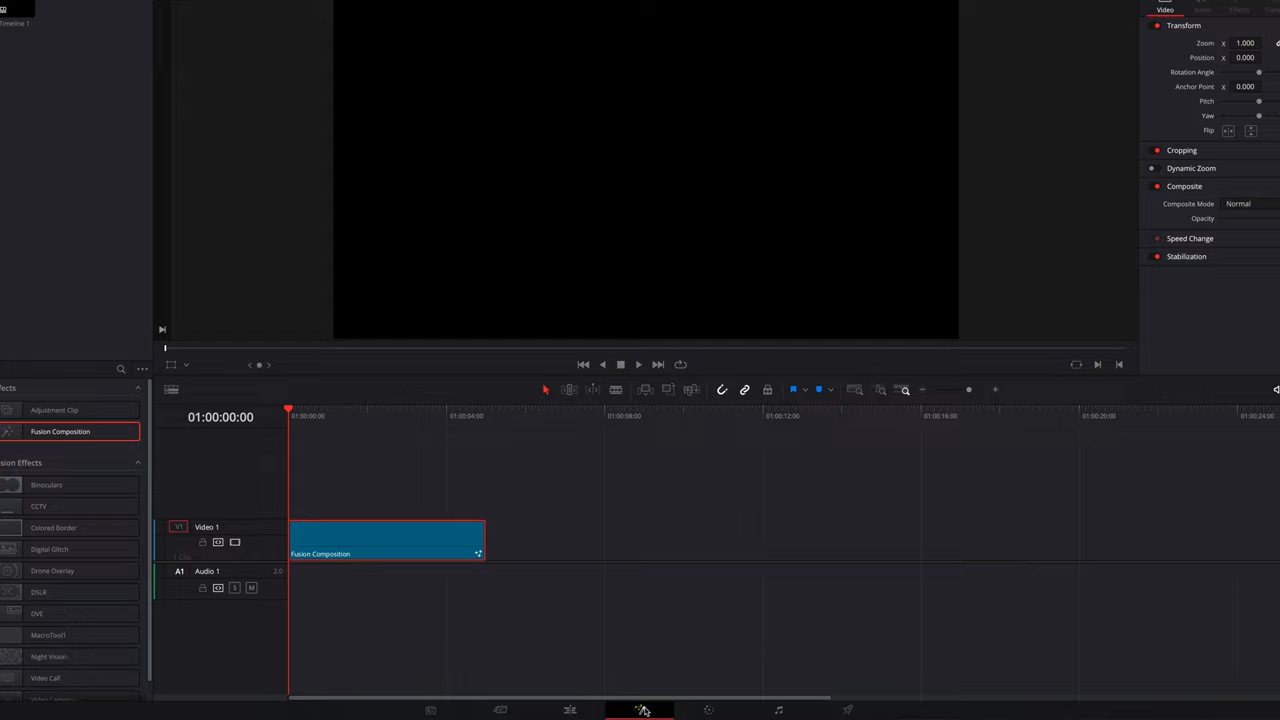 Timeline 1
Video
Audio
Effects
Transform
Zoom X 1.000
Position X 0.000
Rotation Angle
Anchor Point X 0.000
Pitch
Yaw
Flip
Cropping
Dynamic Zoom
Composite
Composite Mode Normal
Opacity
Speed Change
Stabilization
ffects
Adjustment Clip
Fusion Composition
sion Effects
Binoculars
CCTV
Colored Border
Digital Glitch
Drone Overlay
DSLR
DVE
MacroTool1
Night Vision
Video Call
01:00:00:00
01:00:00:00 01:00:04:00 01:00:08:00 01:00:12:00 01:00:16:00 01:00:20:00 01:00:24:00
V1 Video 1
1 Clip
Fusion Composition
A1 Audio 1 2.0
S M